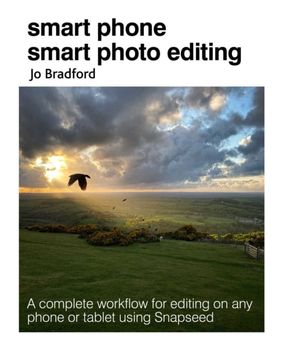 smart phone
smart photo editing
Jo Bradford
A complete workflow for editing on any
phone or tablet using Snapseed